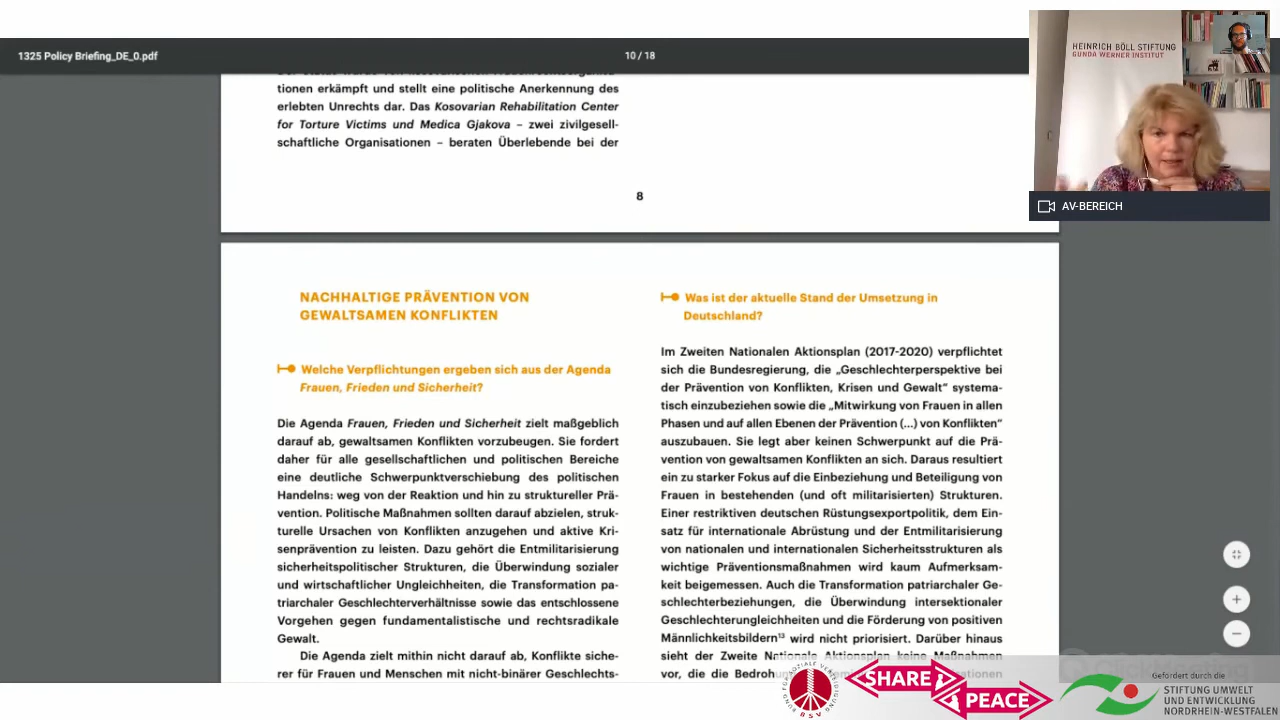 1325 Policy Briefing_DE_0.pdf
10 / 18
HEINRICH BÖLL STIFTUNG
GUNDA WERNER INSTITUT
AV-BEREICH
tionen erkämpft und stellt eine politische Anerkennung des
erlebten Unrechts dar. Das Kosovarian Rehabilitation Center
for Torture Victims und Medica Gjakova – zwei zivilgesell-
schaftliche Organisationen – beraten Überlebende bei der
8
NACHHALTIGE PRÄVENTION VON
GEWALTSAMEN KONFLIKTEN
Welche Verpflichtungen ergeben sich aus der Agenda
Frauen, Frieden und Sicherheit?
Die Agenda Frauen, Frieden und Sicherheit zielt maßgeblich
darauf ab, gewaltsamen Konflikten vorzubeugen. Sie fordert
daher für alle gesellschaftlichen und politischen Bereiche
eine deutliche Schwerpunktverschiebung des politischen
Handelns: weg von der Reaktion und hin zu struktureller Prä-
vention. Politische Maßnahmen sollten darauf abzielen, struk-
turelle Ursachen von Konflikten anzugehen und aktive Kri-
senprävention zu leisten. Dazu gehört die Entmilitarisierung
sicherheitspolitischer Strukturen, die Überwindung sozialer
und wirtschaftlicher Ungleichheiten, die Transformation pa-
triarchaler Geschlechterverhältnisse sowie das entschlossene
Vorgehen gegen fundamentalistische und rechtsradikale
Gewalt.
Die Agenda zielt mithin nicht darauf ab, Konflikte siche-
rer für Frauen und Menschen mit nicht-binärer Geschlechts-
Was ist der aktuelle Stand der Umsetzung in
Deutschland?
Im Zweiten Nationalen Aktionsplan (2017-2020) verpflichtet
sich die Bundesregierung, die „Geschlechterperspektive bei
der Prävention von Konflikten, Krisen und Gewalt“ systema-
tisch einzubeziehen sowie die „Mitwirkung von Frauen in allen
Phasen und auf allen Ebenen der Prävention (...) von Konflikten“
auszubauen. Sie legt aber keinen Schwerpunkt auf die Prä-
vention von gewaltsamen Konflikten an sich. Daraus resultiert
ein zu starker Fokus auf die Einbeziehung und Beteiligung von
Frauen in bestehenden (und oft militarisierten) Strukturen.
Einer restriktiven deutschen Rüstungsexportpolitik, dem Ein-
satz für internationale Abrüstung und der Entmilitarisierung
von nationalen und internationalen Sicherheitsstrukturen als
wichtige Präventionsmaßnahmen wird kaum Aufmerksam-
keit beigemessen. Auch die Transformation patriarchaler Ge-
schlechterbeziehungen, die Überwindung intersektionaler
Geschlechterungleichheiten und die Förderung von positiven
Männlichkeitsbildern¹³ wird nicht priorisiert. Darüber hinaus
sieht der Zweite Nationale Aktionsplan keine Maßnahmen
vor, die die
BSV
SHARE
PEACE
Gefördert durch die
STIFTUNG UMWELT
UND ENTWICKLUNG
NORDRHEIN-WESTFALEN